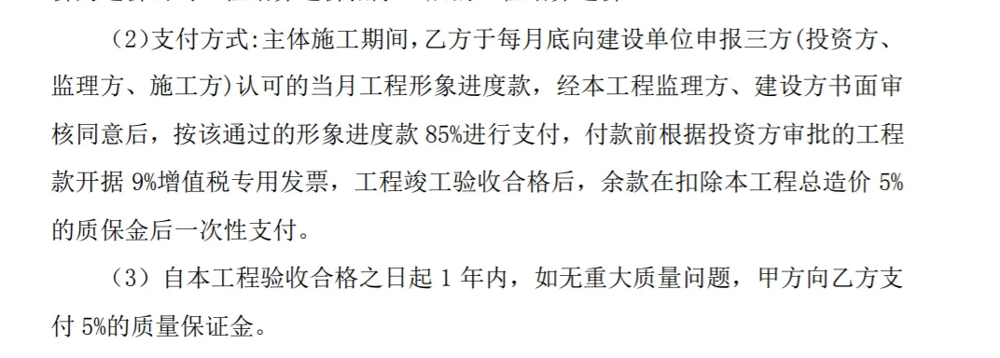 (2)支付方式:主体施工期间,乙方于每月底向建设单位申报三方(投资方、
监理方、施工方)认可的当月工程形象进度款，经本工程监理方、建设方书面审
核同意后，按该通过的形象进度款 85%进行支付，付款前根据投资方审批的工程
款开据 9%增值税专用发票，工程竣工验收合格后，余款在扣除本工程总造价 5%
的质保金后一次性支付。
（3）自本工程验收合格之日起 1 年内，如无重大质量问题，甲方向乙方支
付 5%的质量保证金。